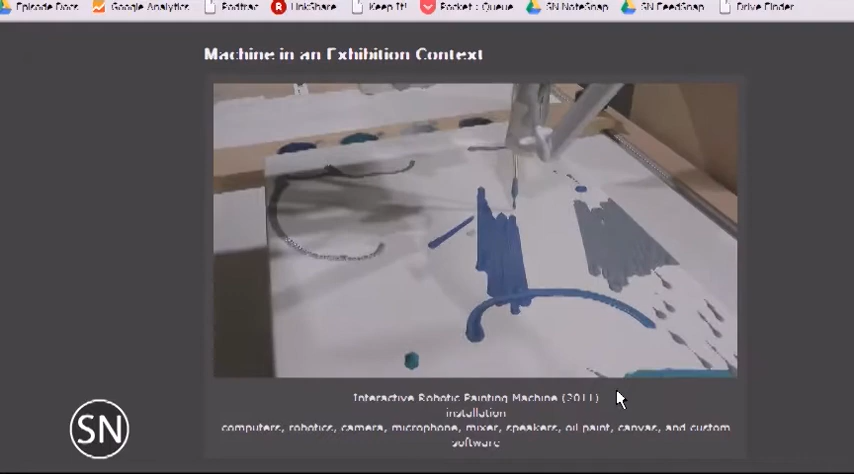 Episode Docs Google Analytics Podtrac LinkShare Keep It! Pocket : Queue SN NoteSnap SN FeedSnap Drive Finder
Machine in an Exhibition Context
Interactive Robotic Painting Machine (2011)
installation
computers, robotics, camera, microphone, mixer, speakers, oil paint, canvas, and custom
software
SN